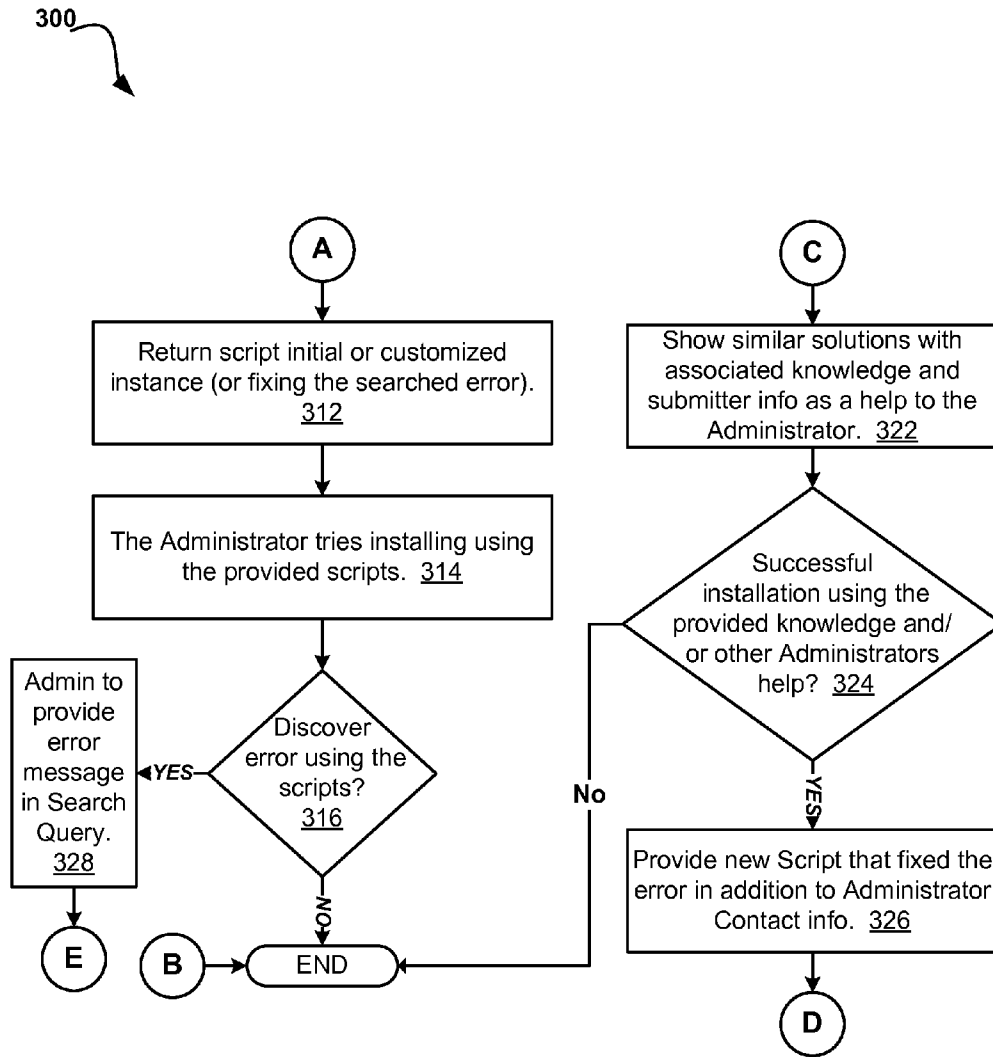 300
A
Return script initial or customized
instance (or fixing the searched error).
312
The Administrator tries installing using
the provided scripts. 314
Discover
error using the
scripts?
316
YES
Admin to
provide
error
message
in Search
Query.
328
E
NO
B
END
C
Show similar solutions with
associated knowledge and
submitter info as a help to the
Administrator. 322
Successful
installation using the
provided knowledge and/
or other Administrators
help? 324
No
YES
Provide new Script that fixed the
error in addition to Administrator
Contact info. 326
D